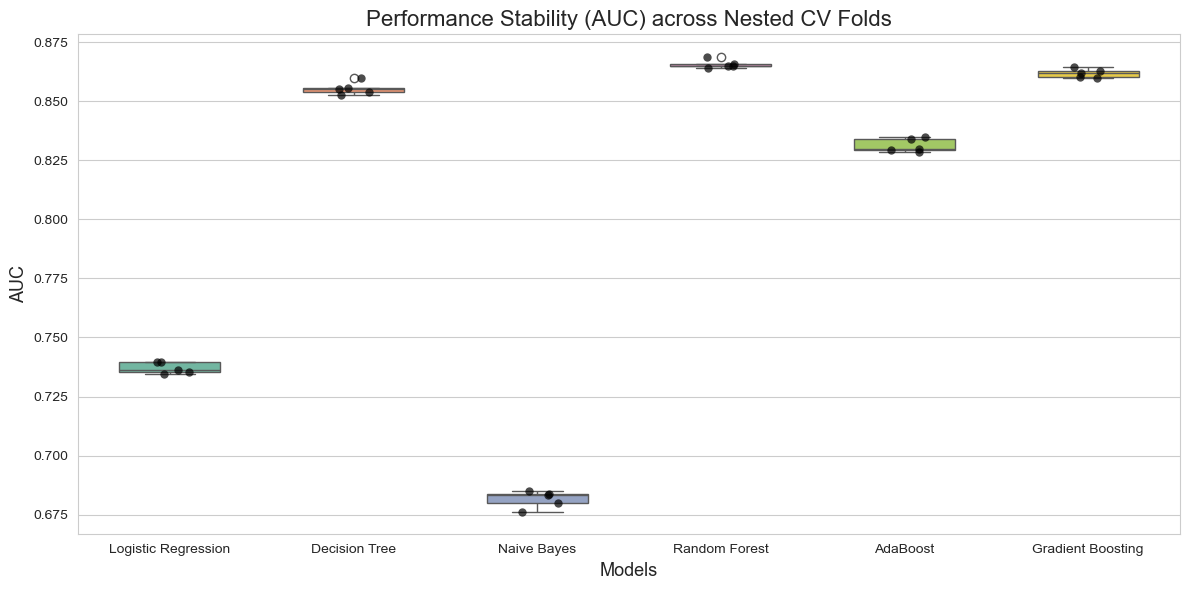 Performance Stability (AUC) across Nested CV Folds
AUC
0.875
0.850
0.825
0.800
0.775
0.750
0.725
0.700
0.675
Logistic Regression
Decision Tree
Naive Bayes
Random Forest
AdaBoost
Gradient Boosting
Models